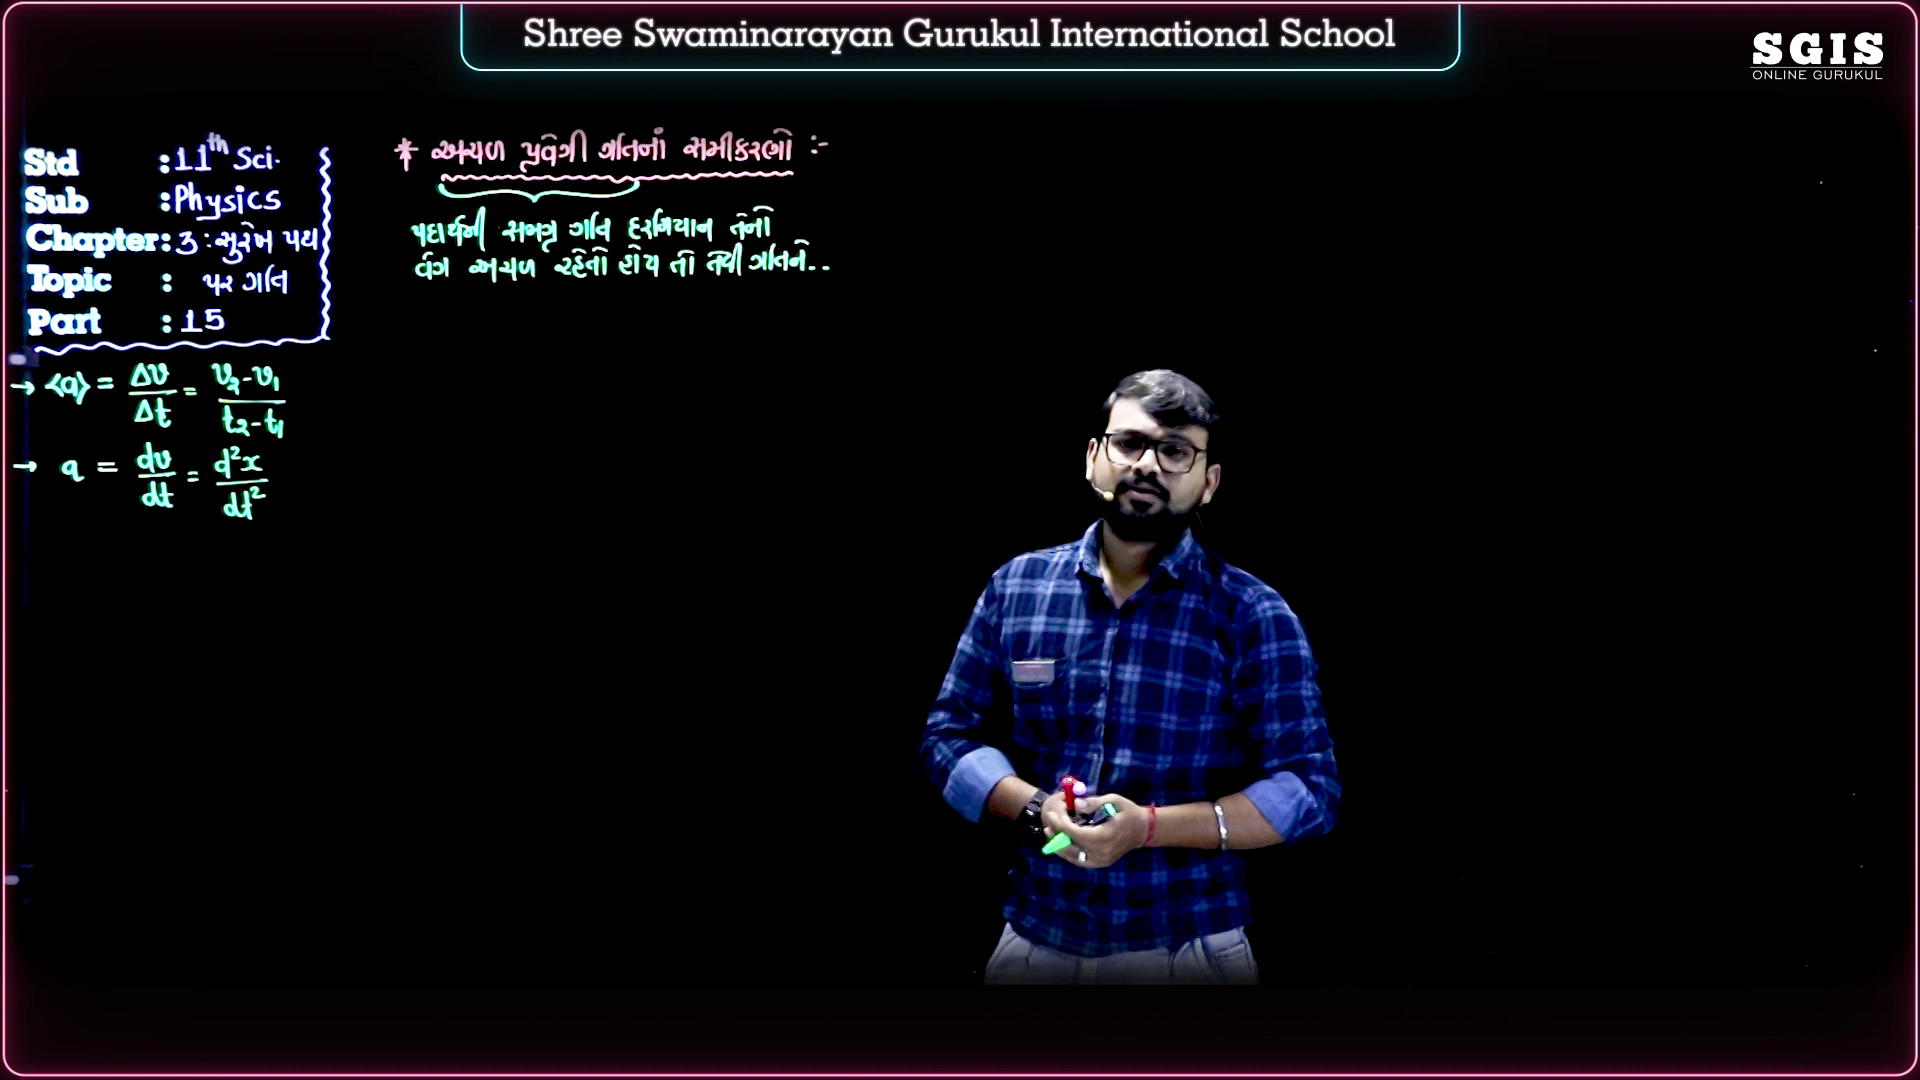 Shree Swaminarayan Gurukul International School
SGIS
ONLINE GURUKUL
Std : 11th Sci.
Sub : Physics
Chapter : 3 : સુરેખ પથ
Topic : પર ગતિ
Part : 15
→ <a> = Δv/Δt = v₂-v₁/t₂-t₁
→ a = dv/dt = d²x/dt²
* અચળ પ્રવેગી ગતિનાં સમીકરણો :-
પદાર્થની સમગ્ર ગતિ દરમિયાન તેનો
વેગ અચળ રહેતો હોય તો તેવી ગતિને..